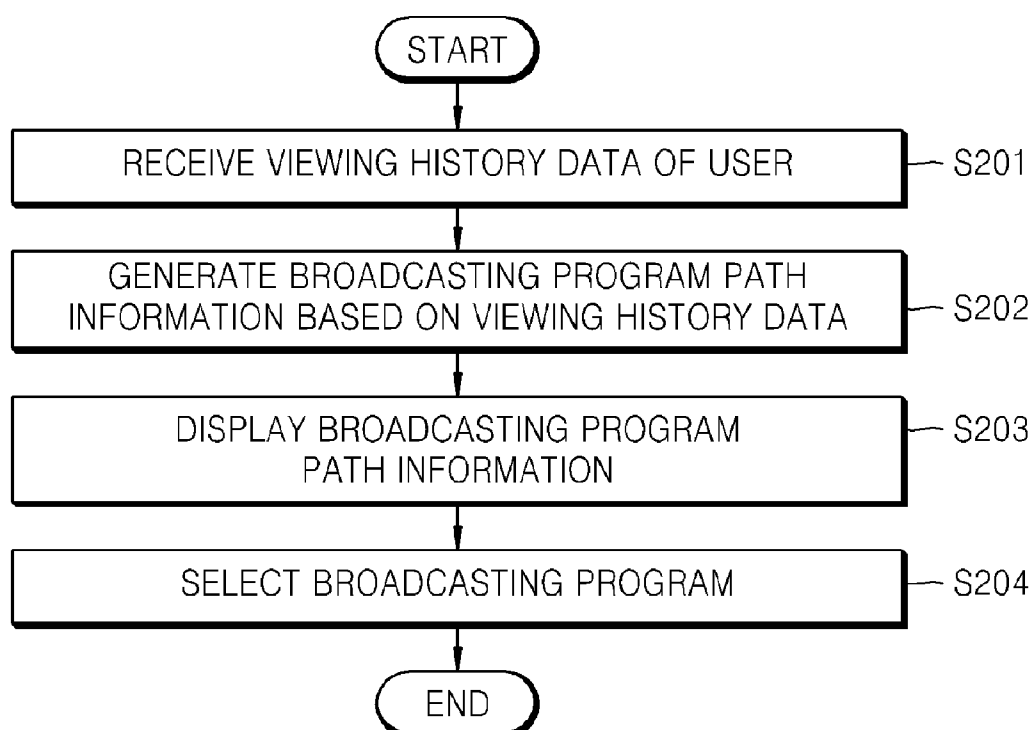 START
RECEIVE VIEWING HISTORY DATA OF USER
S201
GENERATE BROADCASTING PROGRAM PATH
INFORMATION BASED ON VIEWING HISTORY DATA
S202
DISPLAY BROADCASTING PROGRAM
PATH INFORMATION
S203
SELECT BROADCASTING PROGRAM
S204
END